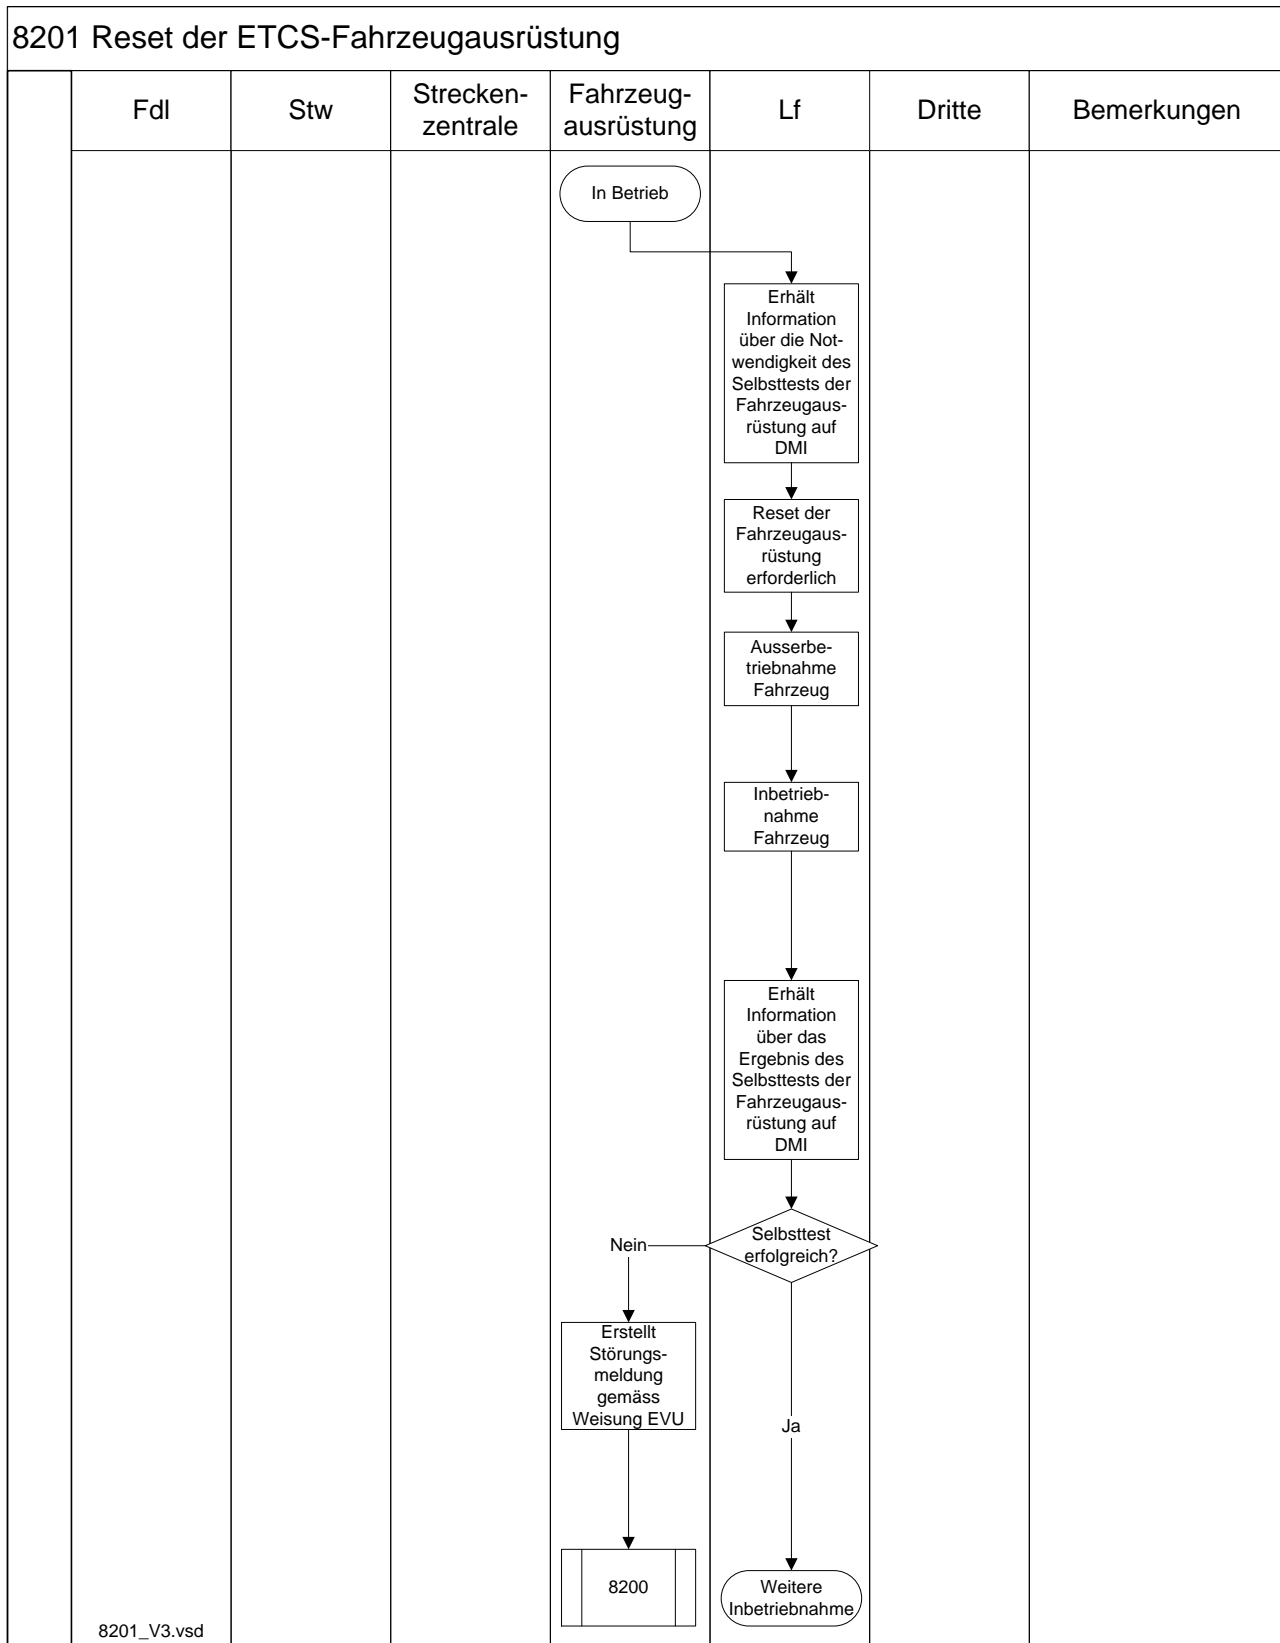 8201 Reset der ETCS-Fahrzeugausrüstung
Fdl
Stw
Strecken-
zentrale
Fahrzeug-
ausrüstung
Lf
Dritte
Bemerkungen
In Betrieb
Erhält
Information
über die Not-
wendigkeit des
Selbsttests der
Fahrzeugaus-
rüstung auf
DMI
Reset der
Fahrzeugaus-
rüstung
erforderlich
Ausserbe-
triebnahme
Fahrzeug
Inbetrieb-
nahme
Fahrzeug
Erhält
Information
über das
Ergebnis des
Selbsttests der
Fahrzeugaus-
rüstung auf
DMI
Selbsttest
erfolgreich?
Nein
Erstellt
Störungs-
meldung
gemäss
Weisung EVU
Ja
8200
Weitere
Inbetriebnahme
8201_V3.vsd